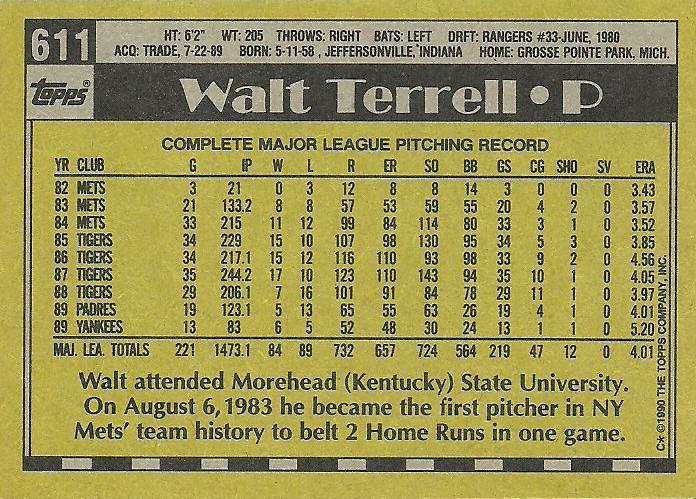 611
HT: 6'2" WT: 205 THROWS: RIGHT BATS: LEFT DRFT: RANGERS #33-JUNE, 1980
ACQ: TRADE, 7-22-89 BORN: 5-11-58, JEFFERSONVILLE, INDIANA HOME: GROSSE POINTE PARK, MICH.
Topps®
Walt Terrell • P
COMPLETE MAJOR LEAGUE PITCHING RECORD
YR CLUB G IP W L R ER SO BB GS CG SHO SV ERA
82 METS 3 21 0 3 12 8 8 14 3 0 0 0 3.43
83 METS 21 133.2 8 8 57 53 59 55 20 4 2 0 3.57
84 METS 33 215 11 12 99 84 114 80 33 3 1 0 3.52
85 TIGERS 34 229 15 10 107 98 130 95 34 5 3 0 3.85
86 TIGERS 34 217.1 15 12 116 110 93 98 33 9 2 0 4.56
87 TIGERS 35 244.2 17 10 123 110 143 94 35 10 1 0 4.05
88 TIGERS 29 206.1 7 16 101 91 84 78 29 11 1 0 3.97
89 PADRES 19 123.1 5 13 65 55 63 26 19 4 1 0 4.01
89 YANKEES 13 83 6 5 52 48 30 24 13 1 1 0 5.20
MAJ. LEA. TOTALS 221 1473.1 84 89 732 657 724 564 219 47 12 0 4.01
Walt attended Morehead (Kentucky) State University.
On August 6, 1983 he became the first pitcher in NY
Mets' team history to belt 2 Home Runs in one game.
C* ©1990 THE TOPPS COMPANY, INC.